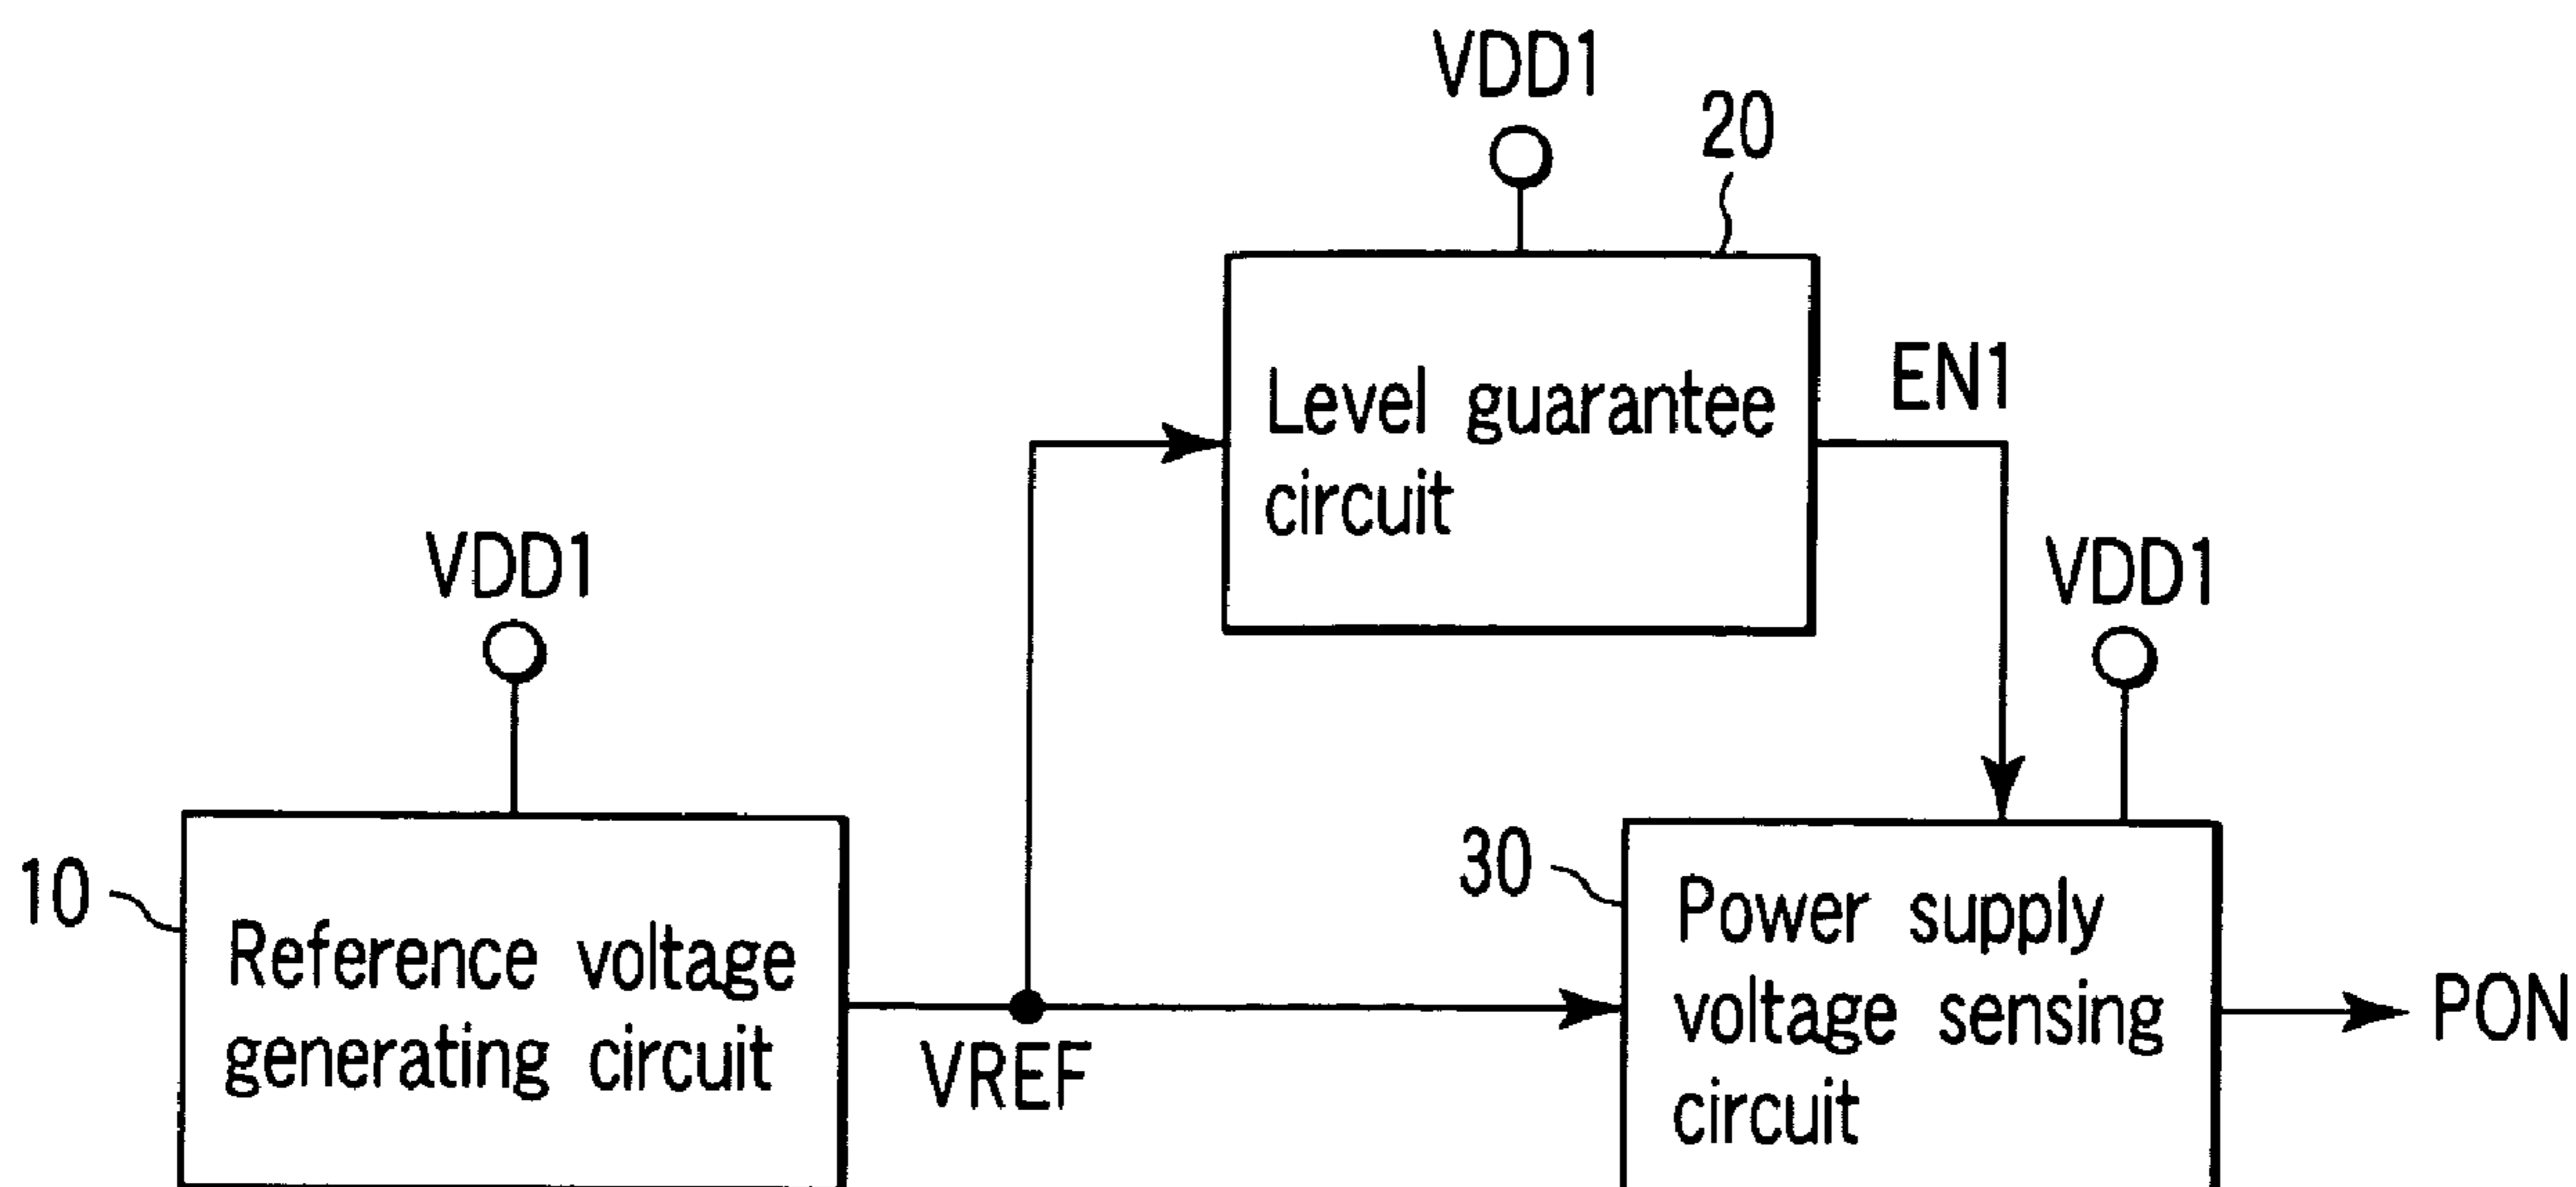 VDD1
20
Level guarantee
circuit
EN1
VDD1
VDD1
10
Reference voltage
generating circuit
VREF
30
Power supply
voltage sensing
circuit
PON